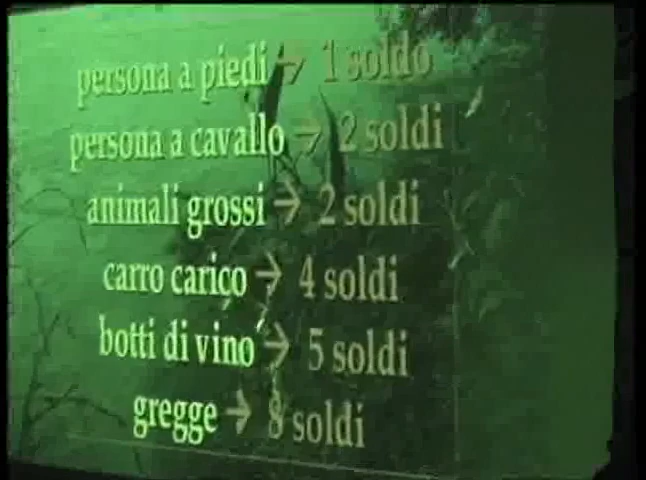 persona a piedi → 1 soldo
persona a cavallo → 2 soldi
animali grossi → 2 soldi
carro carico → 4 soldi
botti di vino → 5 soldi
gregge → 8 soldi